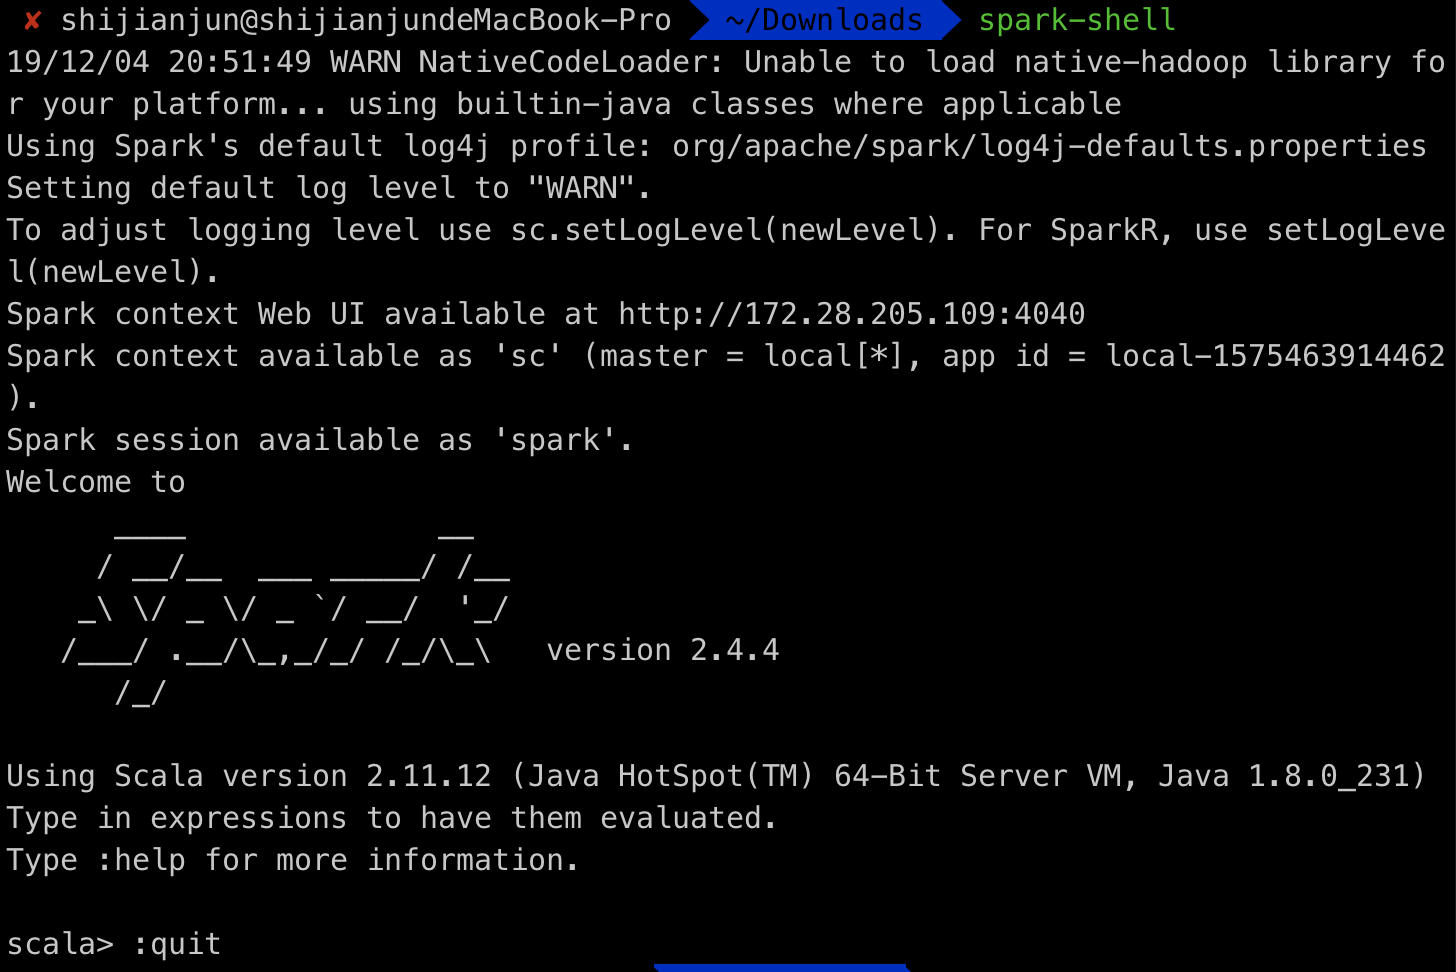 ✘ shijianjun@shijianjundeMacBook-Pro ~/Downloads spark-shell
19/12/04 20:51:49 WARN NativeCodeLoader: Unable to load native-hadoop library fo
r your platform... using builtin-java classes where applicable
Using Spark's default log4j profile: org/apache/spark/log4j-defaults.properties
Setting default log level to "WARN".
To adjust logging level use sc.setLogLevel(newLevel). For SparkR, use setLogLeve
l(newLevel).
Spark context Web UI available at http://172.28.205.109:4040
Spark context available as 'sc' (master = local[*], app id = local-1575463914462
).
Spark session available as 'spark'.
Welcome to
      ____              __
     / __/__  ___ _____/ /__
    _\ \/ _ \/ _ `/ __/  '_/
   /___/ .__/\_,_/_/ /_/\_\   version 2.4.4
      /_/
Using Scala version 2.11.12 (Java HotSpot(TM) 64-Bit Server VM, Java 1.8.0_231)
Type in expressions to have them evaluated.
Type :help for more information.
scala> :quit